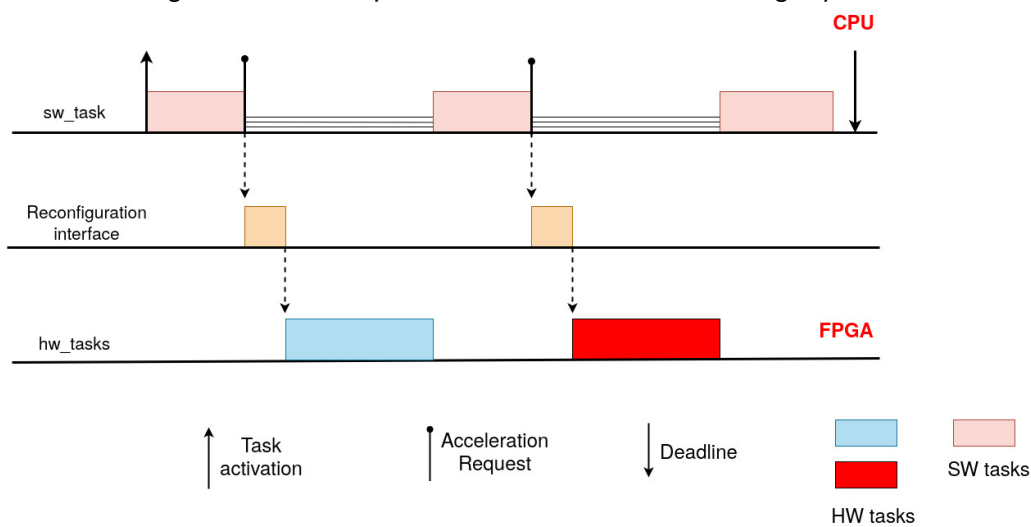 CPU
sw_task
Reconfiguration
interface
hw_tasks
FPGA
Task
activation
Acceleration
Request
Deadline
SW tasks
HW tasks